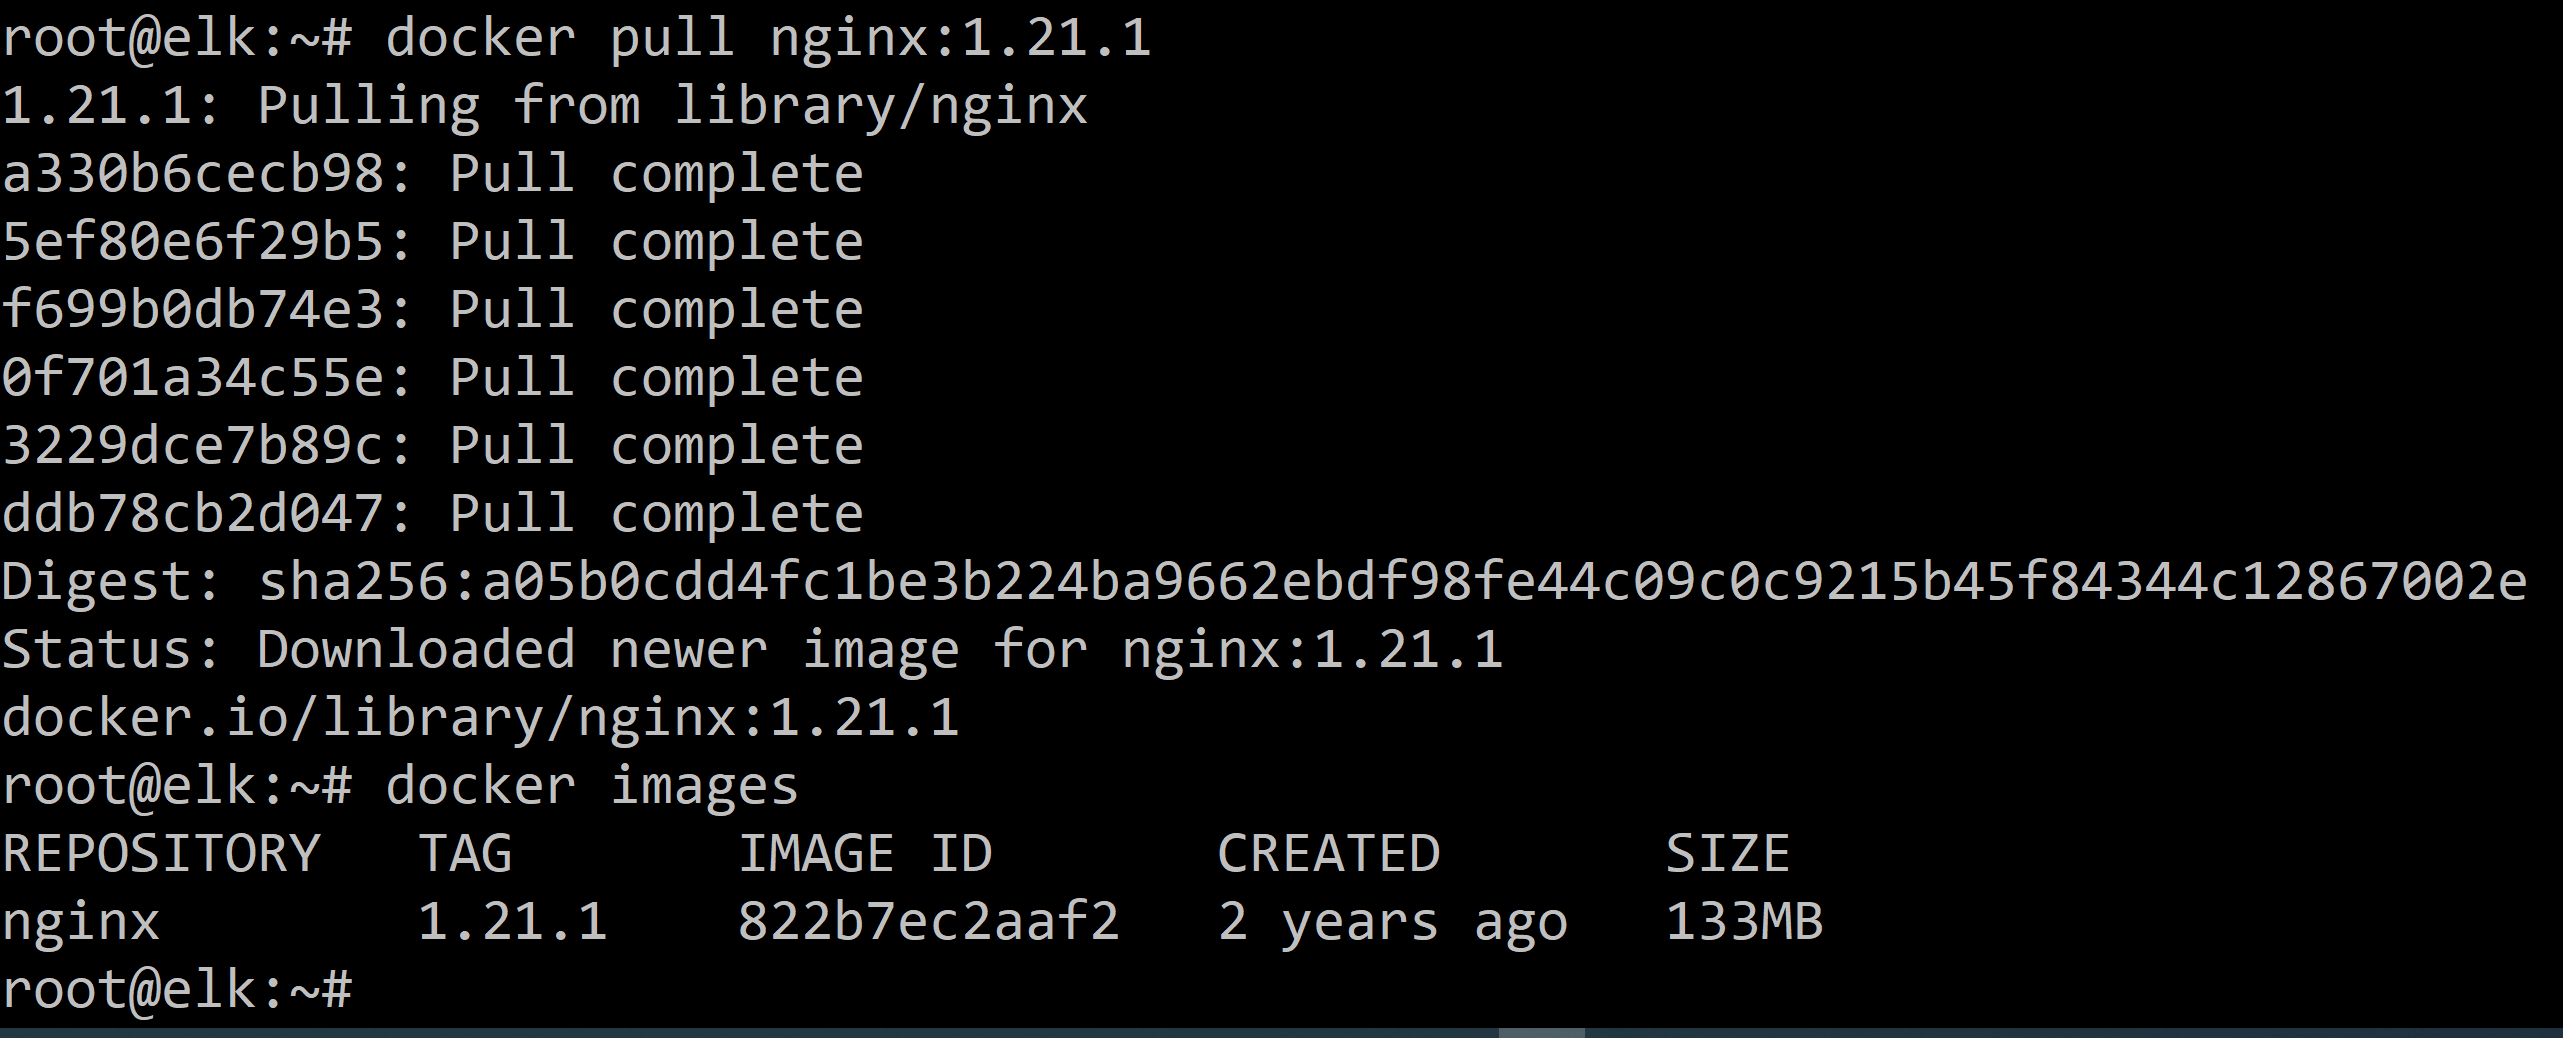 root@elk:~# docker pull nginx:1.21.1
1.21.1: Pulling from library/nginx
a330b6cecb98: Pull complete
5ef80e6f29b5: Pull complete
f699b0db74e3: Pull complete
0f701a34c55e: Pull complete
3229dce7b89c: Pull complete
ddb78cb2d047: Pull complete
Digest: sha256:a05b0cdd4fc1be3b224ba9662ebdf98fe44c09c0c9215b45f84344c12867002e
Status: Downloaded newer image for nginx:1.21.1
docker.io/library/nginx:1.21.1
root@elk:~# docker images
REPOSITORY   TAG       IMAGE ID       CREATED       SIZE
nginx        1.21.1    822b7ec2aaf2   2 years ago   133MB
root@elk:~#